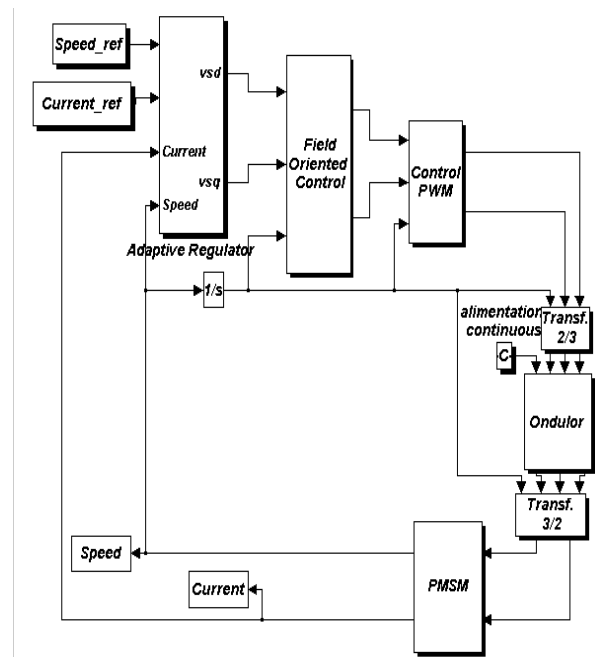 Speed_ref
Current_ref
vsd
Current
vsq
Speed
Adaptive Regulator
Field
Oriented
Control
Control
PWM
1/s
alimentation
continuous
C
Transf.
2/3
Ondulor
Transf.
3/2
Speed
Current
PMSM